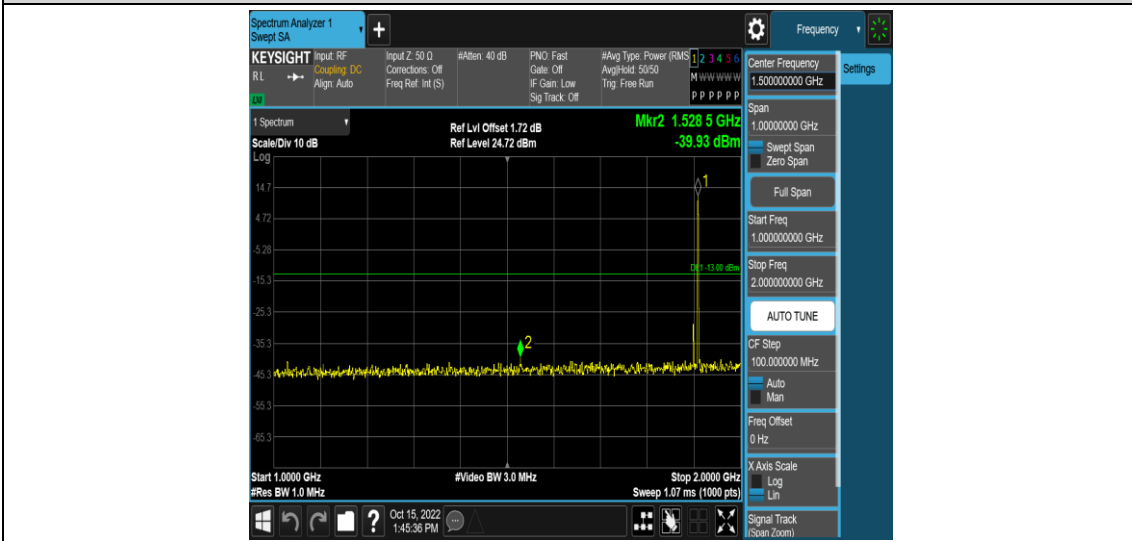 Spectrum Analyzer 1
Swept SA
+
Frequency
KEYSIGHT
R L
LXI
Input: RF
Coupling: DC
Align: Auto
Input Z: 50 Ω
Corrections: Off
Freq Ref: Int (S)
#Atten: 40 dB
PNO: Fast
Gate: Off
IF Gain: Low
Sig Track: Off
#Avg Type: Power (RMS
Avg|Hold: 50/50
Trig: Free Run
1 2 3 4 5 6
M W W W W W
P P P P P P
Center Frequency
1.500000000 GHz
Settings
1 Spectrum
Scale/Div 10 dB
Log
Ref Lvl Offset 1.72 dB
Ref Level 24.72 dBm
Mkr2 1.528 5 GHz
-39.93 dBm
Span
1.00000000 GHz
Swept Span
Zero Span
Full Span
Start Freq
1.000000000 GHz
Stop Freq
2.000000000 GHz
AUTO TUNE
CF Step
100.000000 MHz
Auto
Man
Freq Offset
0 Hz
X Axis Scale
Log
Lin
Signal Track
(Span Zoom)
1
14.7
4.72
-5.28
DL1 -13.00 dBm
-15.3
-25.3
-35.3
2
-45.3
-55.3
-65.3
Start 1.0000 GHz
#Res BW 1.0 MHz
#Video BW 3.0 MHz
Stop 2.0000 GHz
Sweep 1.07 ms (1000 pts)
?
Oct 15, 2022
1:45:36 PM